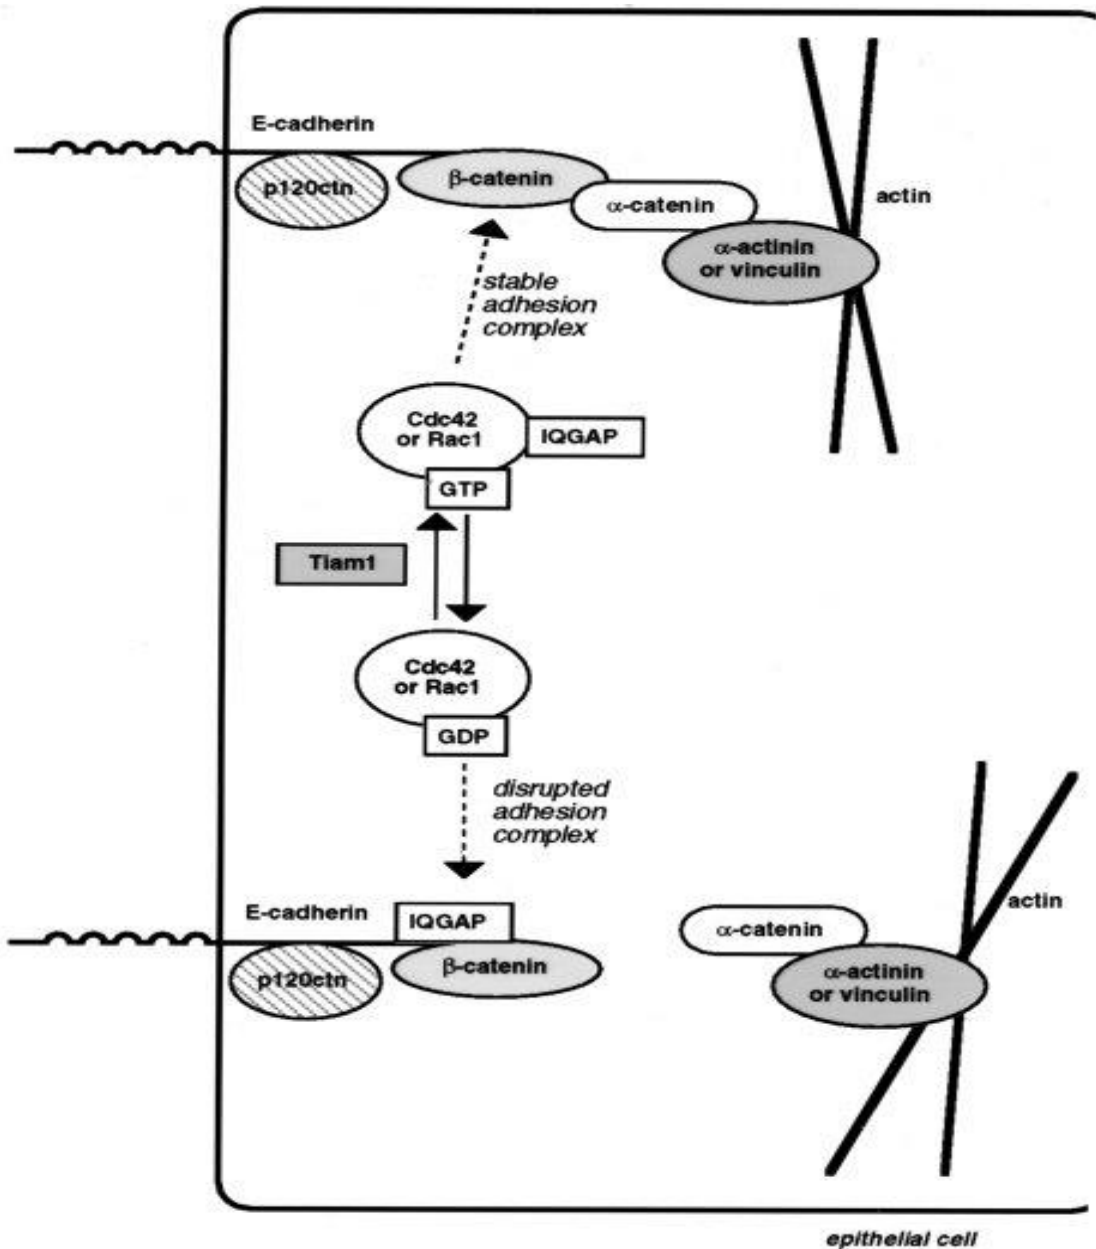 E-cadherin
p120ctn
β-catenin
α-catenin
actin
α-actinin
or vinculin
stable
adhesion
complex
Cdc42
or Rac1
IQGAP
GTP
Tiam1
Cdc42
or Rac1
GDP
disrupted
adhesion
complex
E-cadherin
IQGAP
p120ctn
β-catenin
α-catenin
actin
α-actinin
or vinculin
epithelial cell